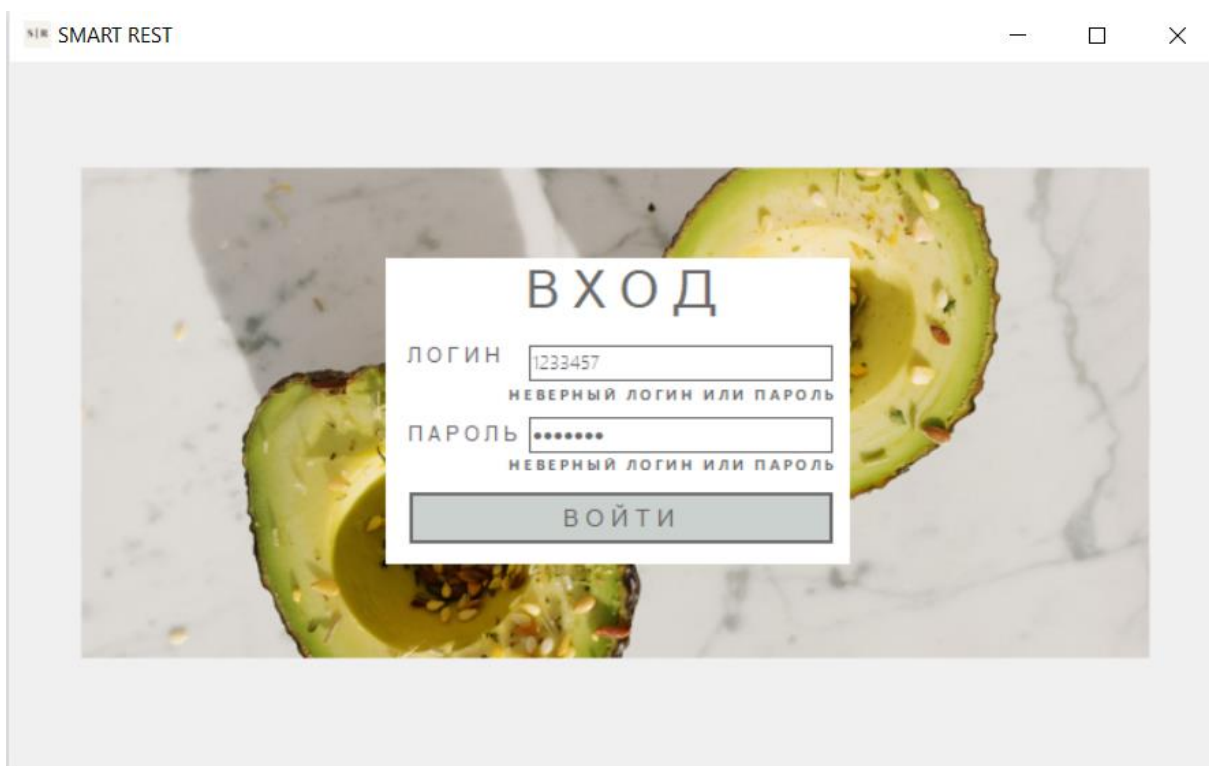 S|R SMART REST
ВХОД
ЛОГИН 1233457
НЕВЕРНЫЙ ЛОГИН ИЛИ ПАРОЛЬ
ПАРОЛЬ •••••••
НЕВЕРНЫЙ ЛОГИН ИЛИ ПАРОЛЬ
ВОЙТИ